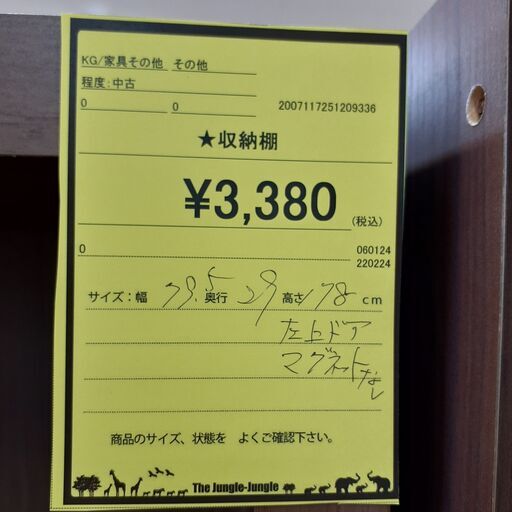 KG/家具その他 その他
程度:中古
0 0 2007117251209336
★収納棚
¥3,380 (税込)
0 060124
220224
サイズ:幅 79.5 奥行 29 高さ 178 cm
左上ドア
マグネットなし
商品のサイズ、状態を よくご確認下さい。
The Jungle-Jungle